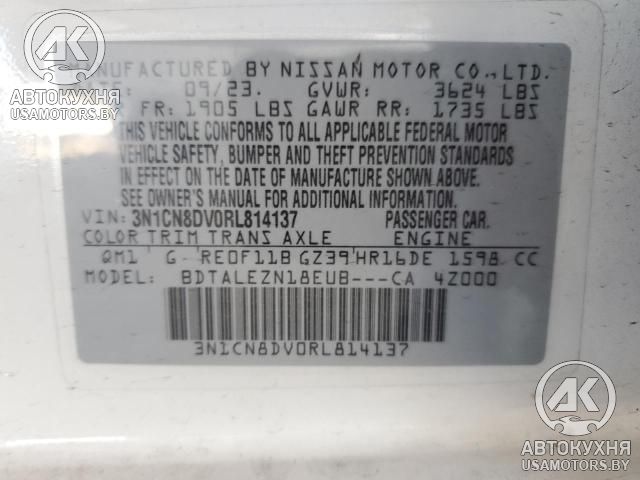 AK
АВТОКУХНЯ
USAMOTORS.BY
MANUFACTURED BY NISSAN MOTOR CO., LTD.
09/23. GVWR: 3624 LBS
FR: 1905 LBS GAWR RR: 1735 LBS
THIS VEHICLE CONFORMS TO ALL APPLICABLE FEDERAL MOTOR
VEHICLE SAFETY, BUMPER AND THEFT PREVENTION STANDARDS
IN EFFECT ON THE DATE OF MANUFACTURE SHOWN ABOVE.
SEE OWNER'S MANUAL FOR ADDITIONAL INFORMATION.
VIN: 3N1CN8DV0RL814137 PASSENGER CAR.
COLOR TRIM TRANS AXLE ENGINE
QM1 G RE0F11B GZ39 HR16DE 1598 CC
MODEL: BDTALEZN18EUB---CA 4Z000
3N1CN8DV0RL814137
AK
АВТОКУХНЯ
USAMOTORS.BY